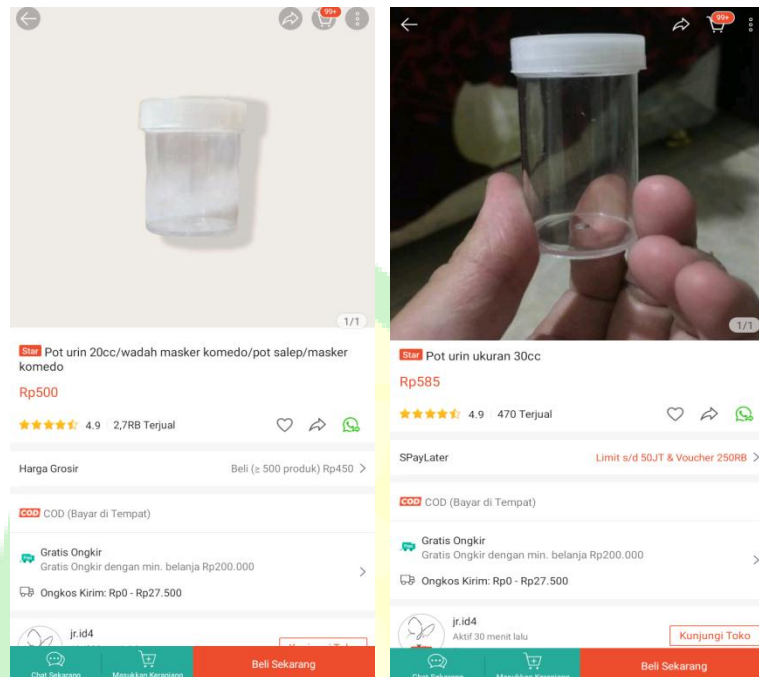 99+
1/1
Star Pot urin 20cc/wadah masker komedo/pot salep/masker
komedo
Rp500
4.9 2,7RB Terjual
Harga Grosir Beli (≥ 500 produk) Rp450
COD COD (Bayar di Tempat)
Gratis Ongkir
Gratis Ongkir dengan min. belanja Rp200.000
Ongkos Kirim: Rp0 - Rp27.500
jr.id4
Chat Sekarang
Masukkan Keranjang
Beli Sekarang
99+
1/1
Star Pot urin ukuran 30cc
Rp585
4.9 470 Terjual
SPayLater Limit s/d 50JT & Voucher 250RB
COD COD (Bayar di Tempat)
Gratis Ongkir
Gratis Ongkir dengan min. belanja Rp200.000
Ongkos Kirim: Rp0 - Rp27.500
jr.id4
Aktif 30 menit lalu
Kunjungi Toko
Chat Sekarang
Masukkan Keranjang
Beli Sekarang